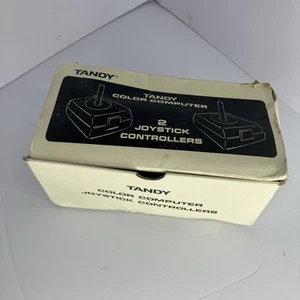 TANDY
TANDY
COLOR COMPUTER
2
JOYSTICK
CONTROLLERS
TANDY
COLOR COMPUTER
JOYSTICK CONTROLLERS